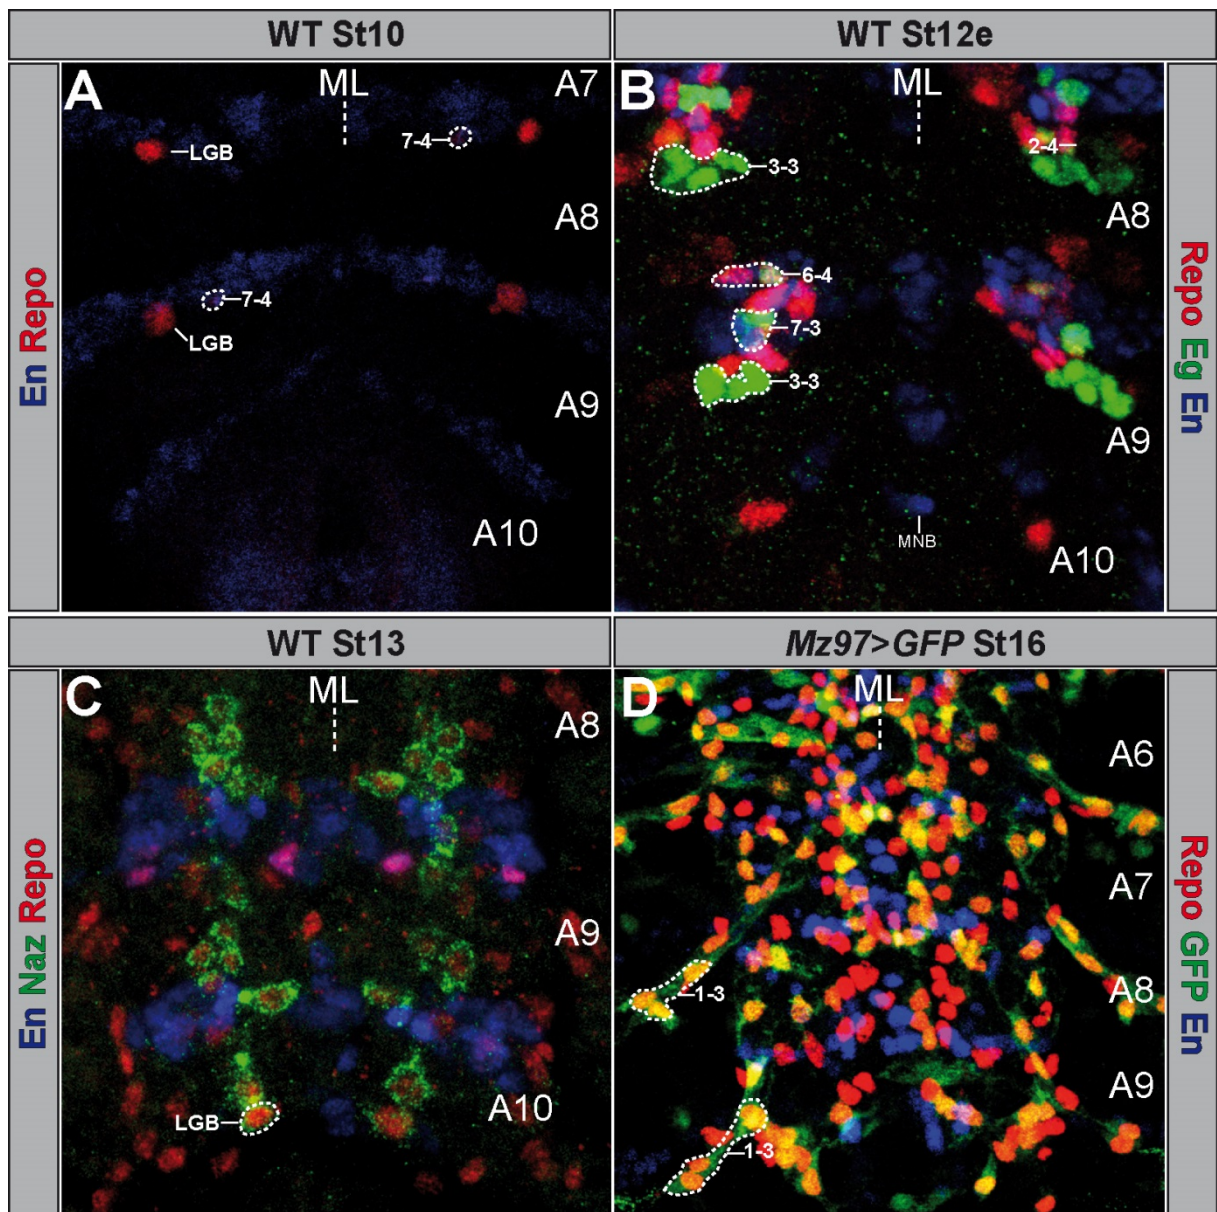 WT St10
WT St12e
En Repo
A
ML
A7
LGB
7-4
A8
7-4
LGB
A9
A10
B
ML
2-4
3-3
A8
6-4
7-3
3-3
A9
MNB
A10
Repo Eg En
WT St13
Mz97>GFP St16
En Naz Repo
C
ML
A8
A9
LGB
A10
D
ML
A6
A7
1-3
A8
A9
1-3
Repo GFP En